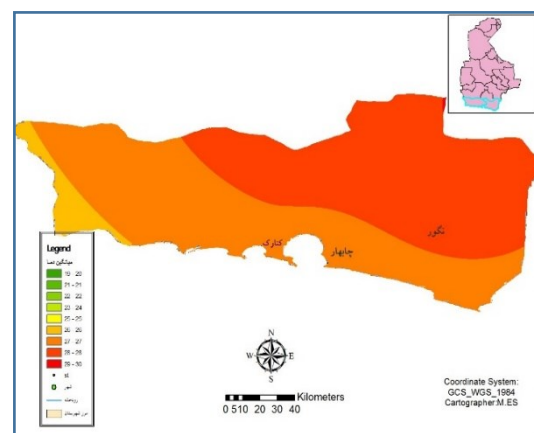 نگور
کنارک
چابهار
Legend
میانگین دما
19 - 20
21 - 21
22 - 22
23 - 24
25 - 25
26 - 26
27 - 27
28 - 28
29 - 30
شهر
رودخانه
مرز شهرستان
N
W E
S
Kilometers
0 5 10 20 30 40
Coordinate System:
GCS_WGS_1984
Cartographer:M.ES